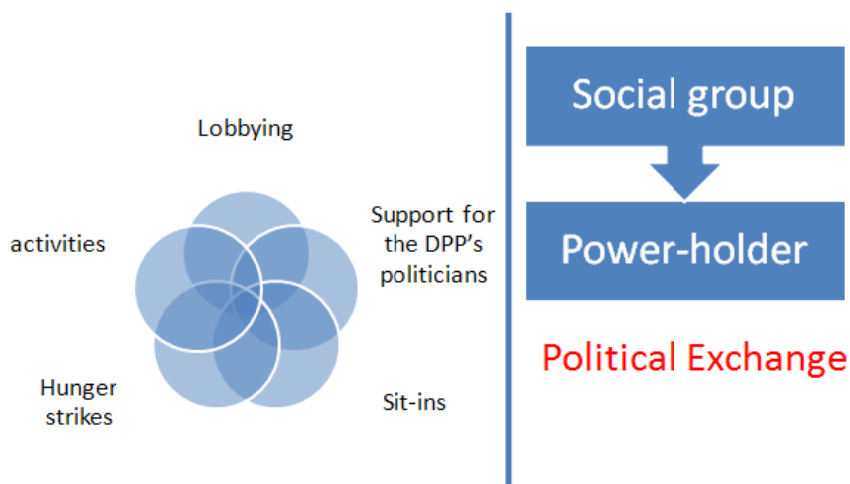 Lobbying
activities
Support for
the DPP's
politicians
Hunger
strikes
Sit-ins
Social group
Power-holder
Political Exchange